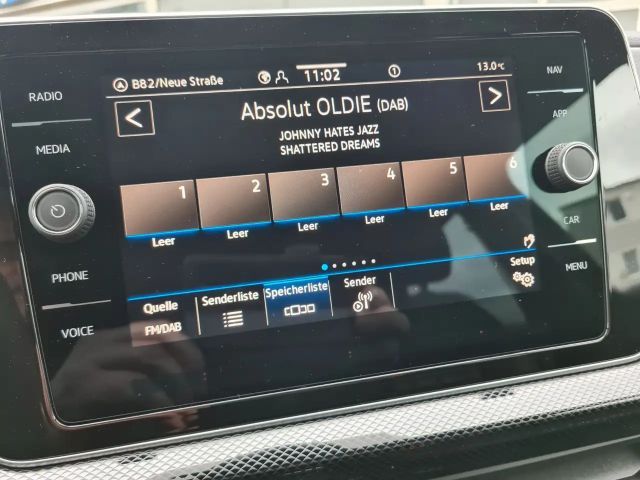 RADIO
MEDIA
PHONE
VOICE
B82/Neue Straße
11:02
1
13.0°C
Absolut OLDIE (DAB)
<
>
JOHNNY HATES JAZZ
SHATTERED DREAMS
1 2 3 4 5 6
Leer Leer Leer Leer Leer Leer
Quelle
FM/DAB
Senderliste
Speicherliste
Sender
Setup
NAV
APP
CAR
MENU